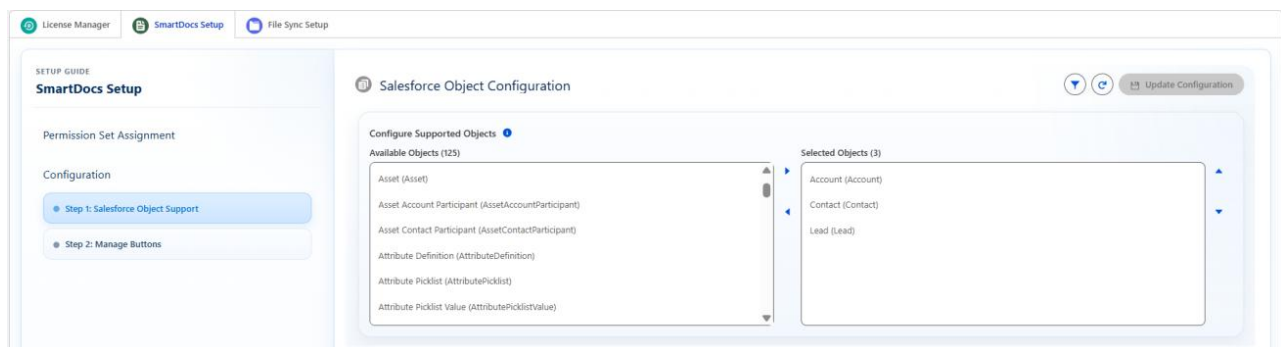 License Manager
SmartDocs Setup
File Sync Setup
SETUP GUIDE
SmartDocs Setup
Permission Set Assignment
Configuration
Step 1: Salesforce Object Support
Step 2: Manage Buttons
Salesforce Object Configuration
Update Configuration
Configure Supported Objects
Available Objects (125)
Asset (Asset)
Asset Account Participant (AssetAccountParticipant)
Asset Contact Participant (AssetContactParticipant)
Attribute Definition (AttributeDefinition)
Attribute Picklist (AttributePicklist)
Attribute Picklist Value (AttributePicklistValue)
Selected Objects (3)
Account (Account)
Contact (Contact)
Lead (Lead)